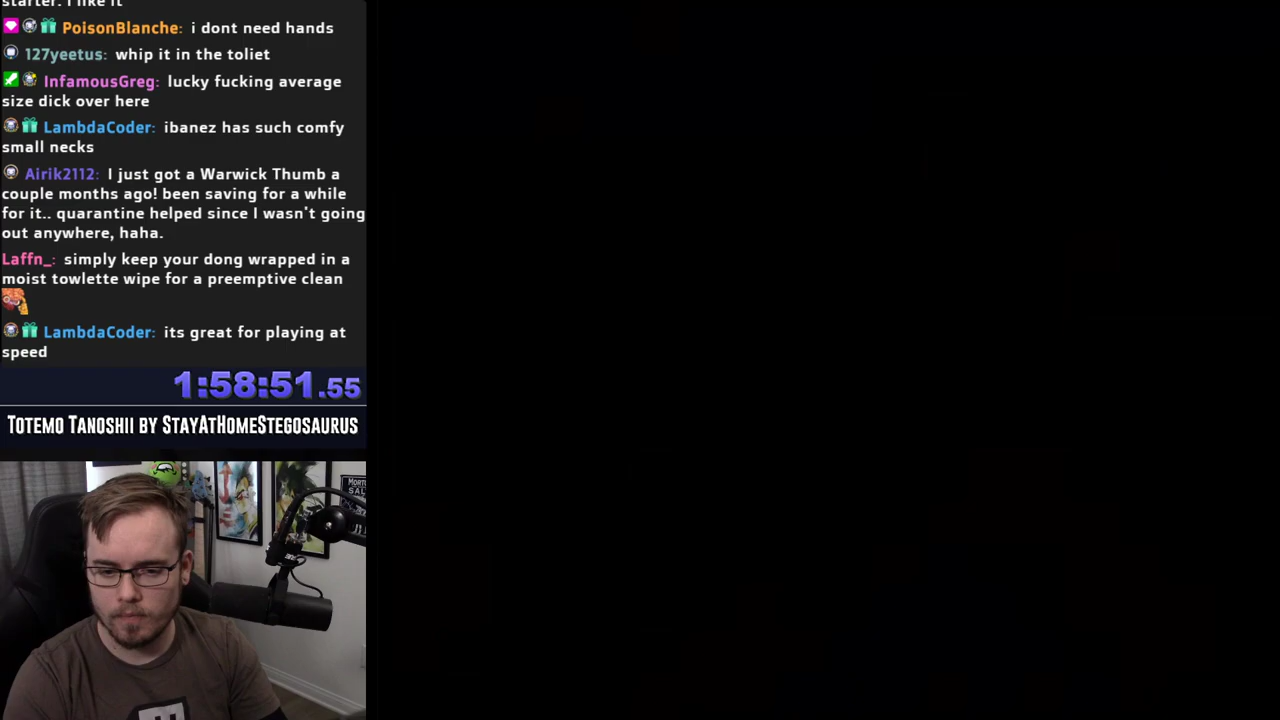 starter. i like it
PoisonBlanche: i dont need hands
127yeetus: whip it in the toliet
InfamousGreg: lucky fucking average
size dick over here
LambdaCoder: ibanez has such comfy
small necks
Airik2112: I just got a Warwick Thumb a
couple months ago! been saving for a while
for it.. quarantine helped since I wasn't going
out anywhere, haha.
Laffn_: simply keep your dong wrapped in a
moist towlette wipe for a preemptive clean
LambdaCoder: its great for playing at
speed
1:58:51.55
TOTEMO TANOSHII BY STAYATHOMESTEGOSAURUS